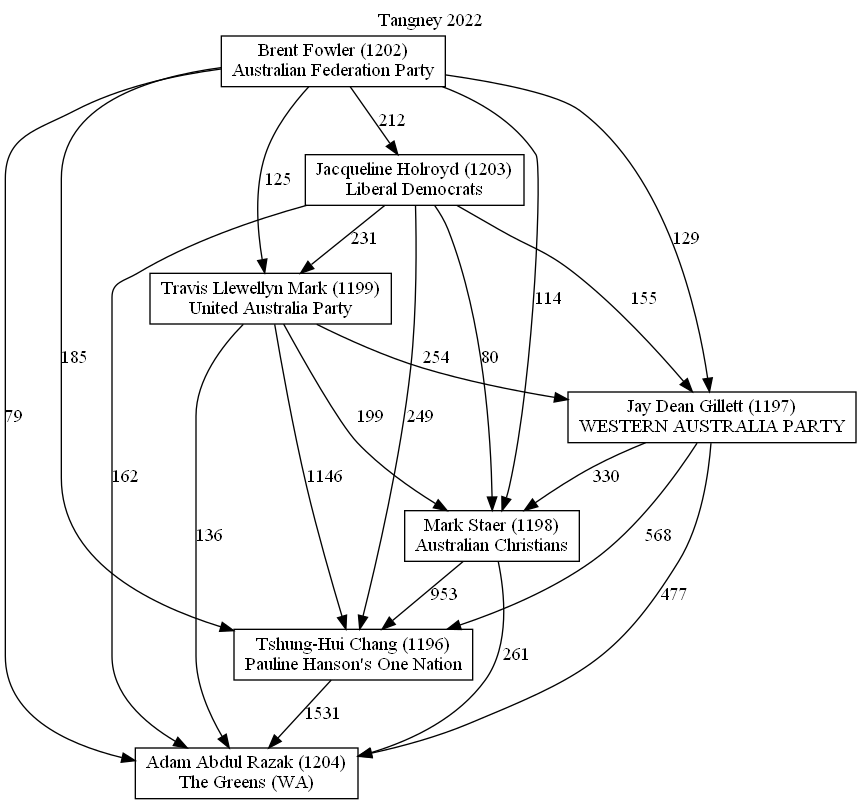 Tangney 2022
Brent Fowler (1202)
Australian Federation Party
212
Jacqueline Holroyd (1203)
Liberal Democrats
125
231
129
Travis Llewellyn Mark (1199)
United Australia Party
114
155
185
254
80
79
Jay Dean Gillett (1197)
WESTERN AUSTRALIA PARTY
199
249
162
1146
330
Mark Staer (1198)
Australian Christians
136
568
953
477
Tshung-Hui Chang (1196)
Pauline Hanson's One Nation
261
1531
Adam Abdul Razak (1204)
The Greens (WA)